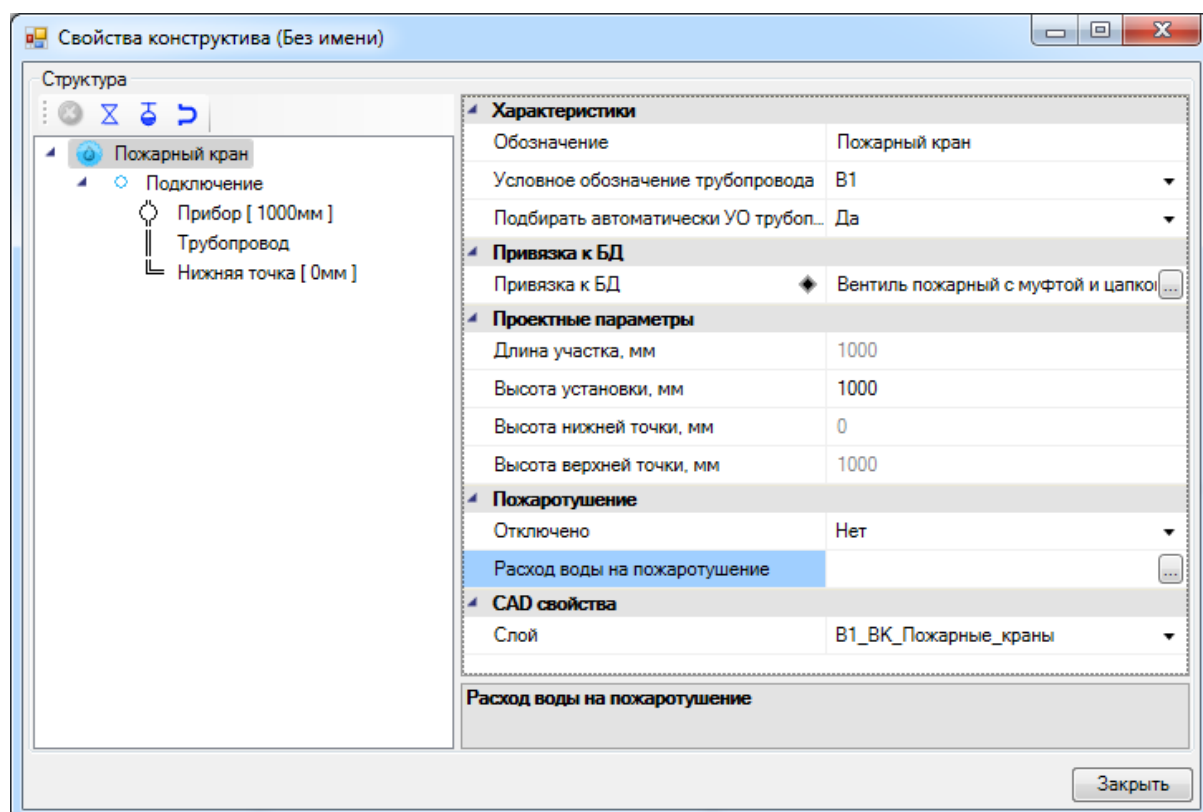 Свойства конструктива (Без имени)
Структура
Пожарный кран
Подключение
Прибор [ 1000мм ]
Трубопровод
Нижняя точка [ 0мм ]
Характеристики
Обозначение Пожарный кран
Условное обозначение трубопровода В1
Подбирать автоматически УО трубоп... Да
Привязка к БД
Привязка к БД Вентиль пожарный с муфтой и цапко ...
Проектные параметры
Длина участка, мм 1000
Высота установки, мм 1000
Высота нижней точки, мм 0
Высота верхней точки, мм 1000
Пожаротушение
Отключено Нет
Расход воды на пожаротушение ...
CAD свойства
Слой В1_ВК_Пожарные_краны
Расход воды на пожаротушение
Закрыть